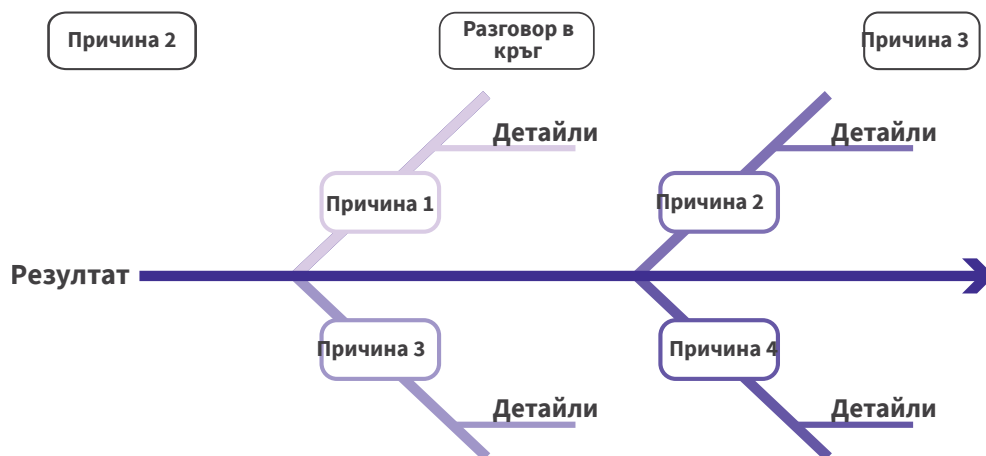 Причина 2
Разговор в
кръг
Причина 3
Детайли
Детайли
Причина 1
Причина 2
Резултат
Причина 3
Причина 4
Детайли
Детайли